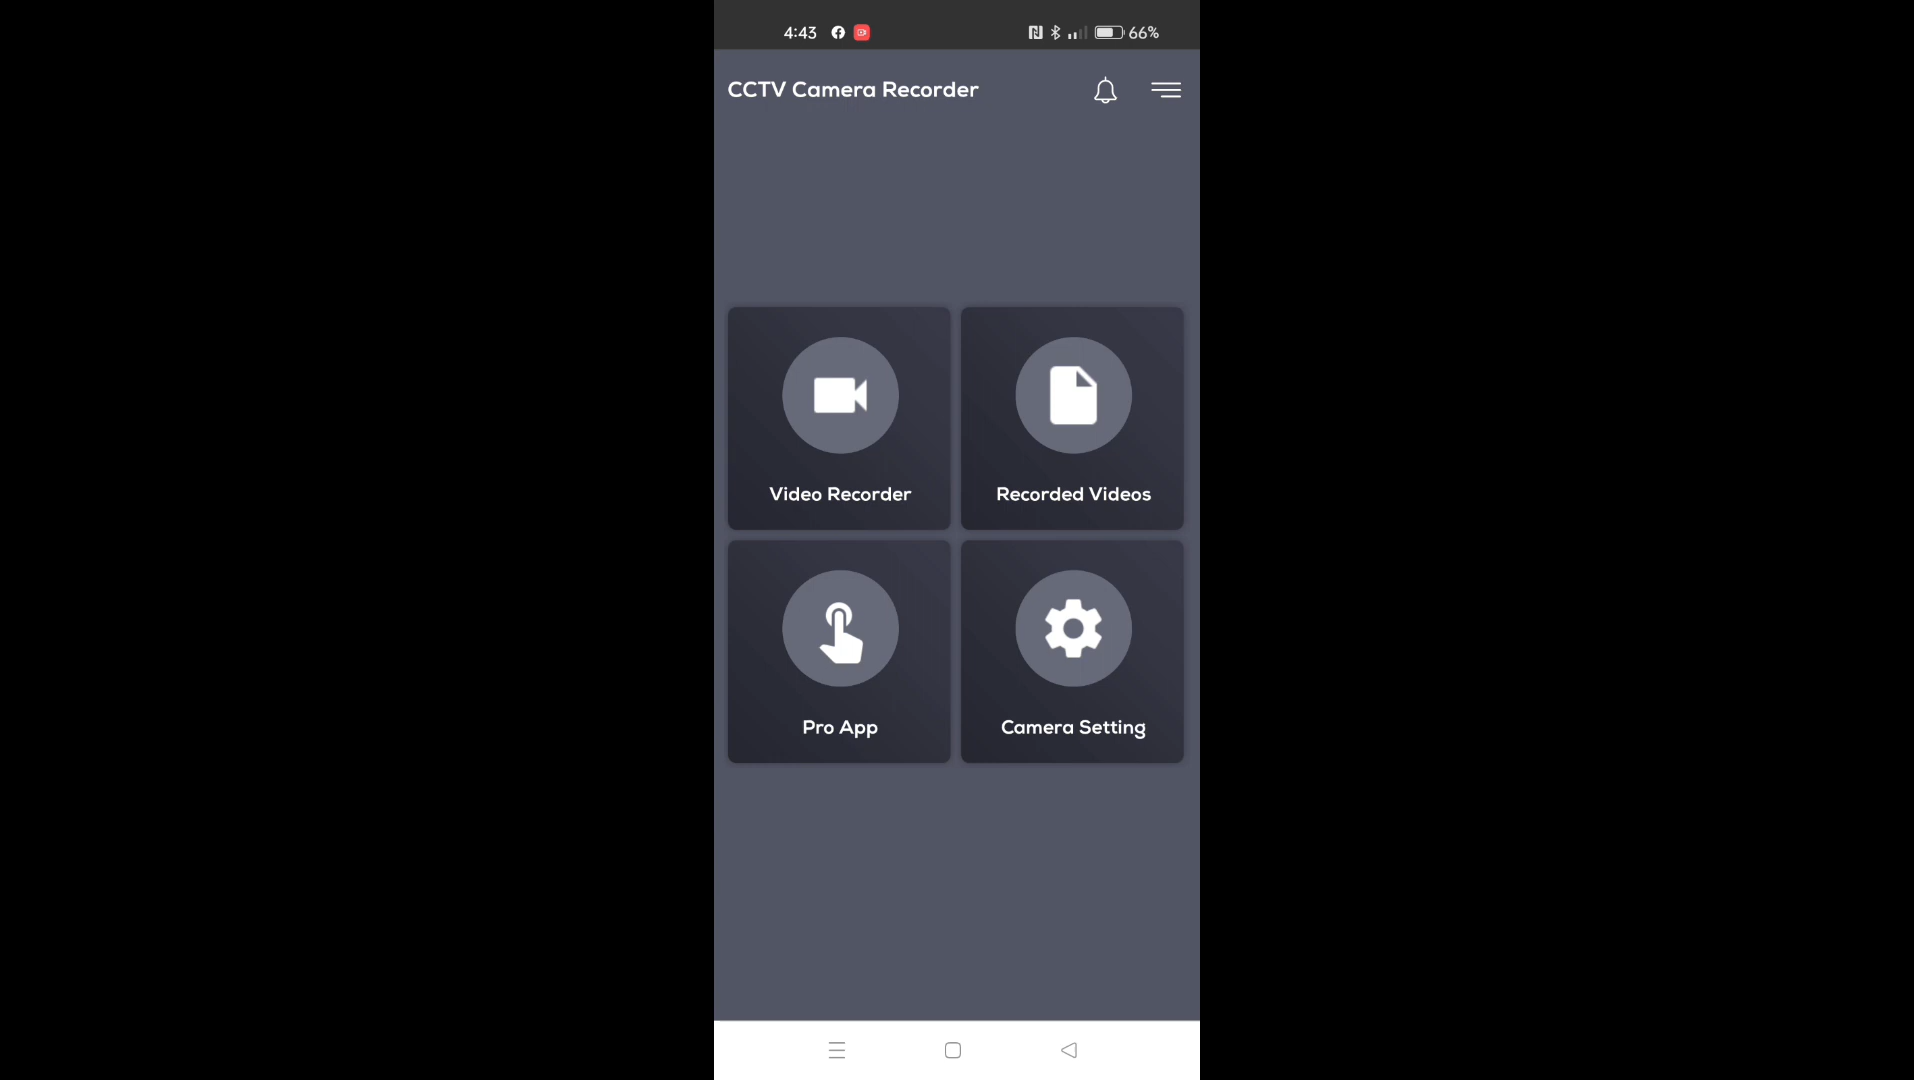 4:43 66%
CCTV Camera Recorder
Video Recorder
Recorded Videos
Pro App
Camera Setting